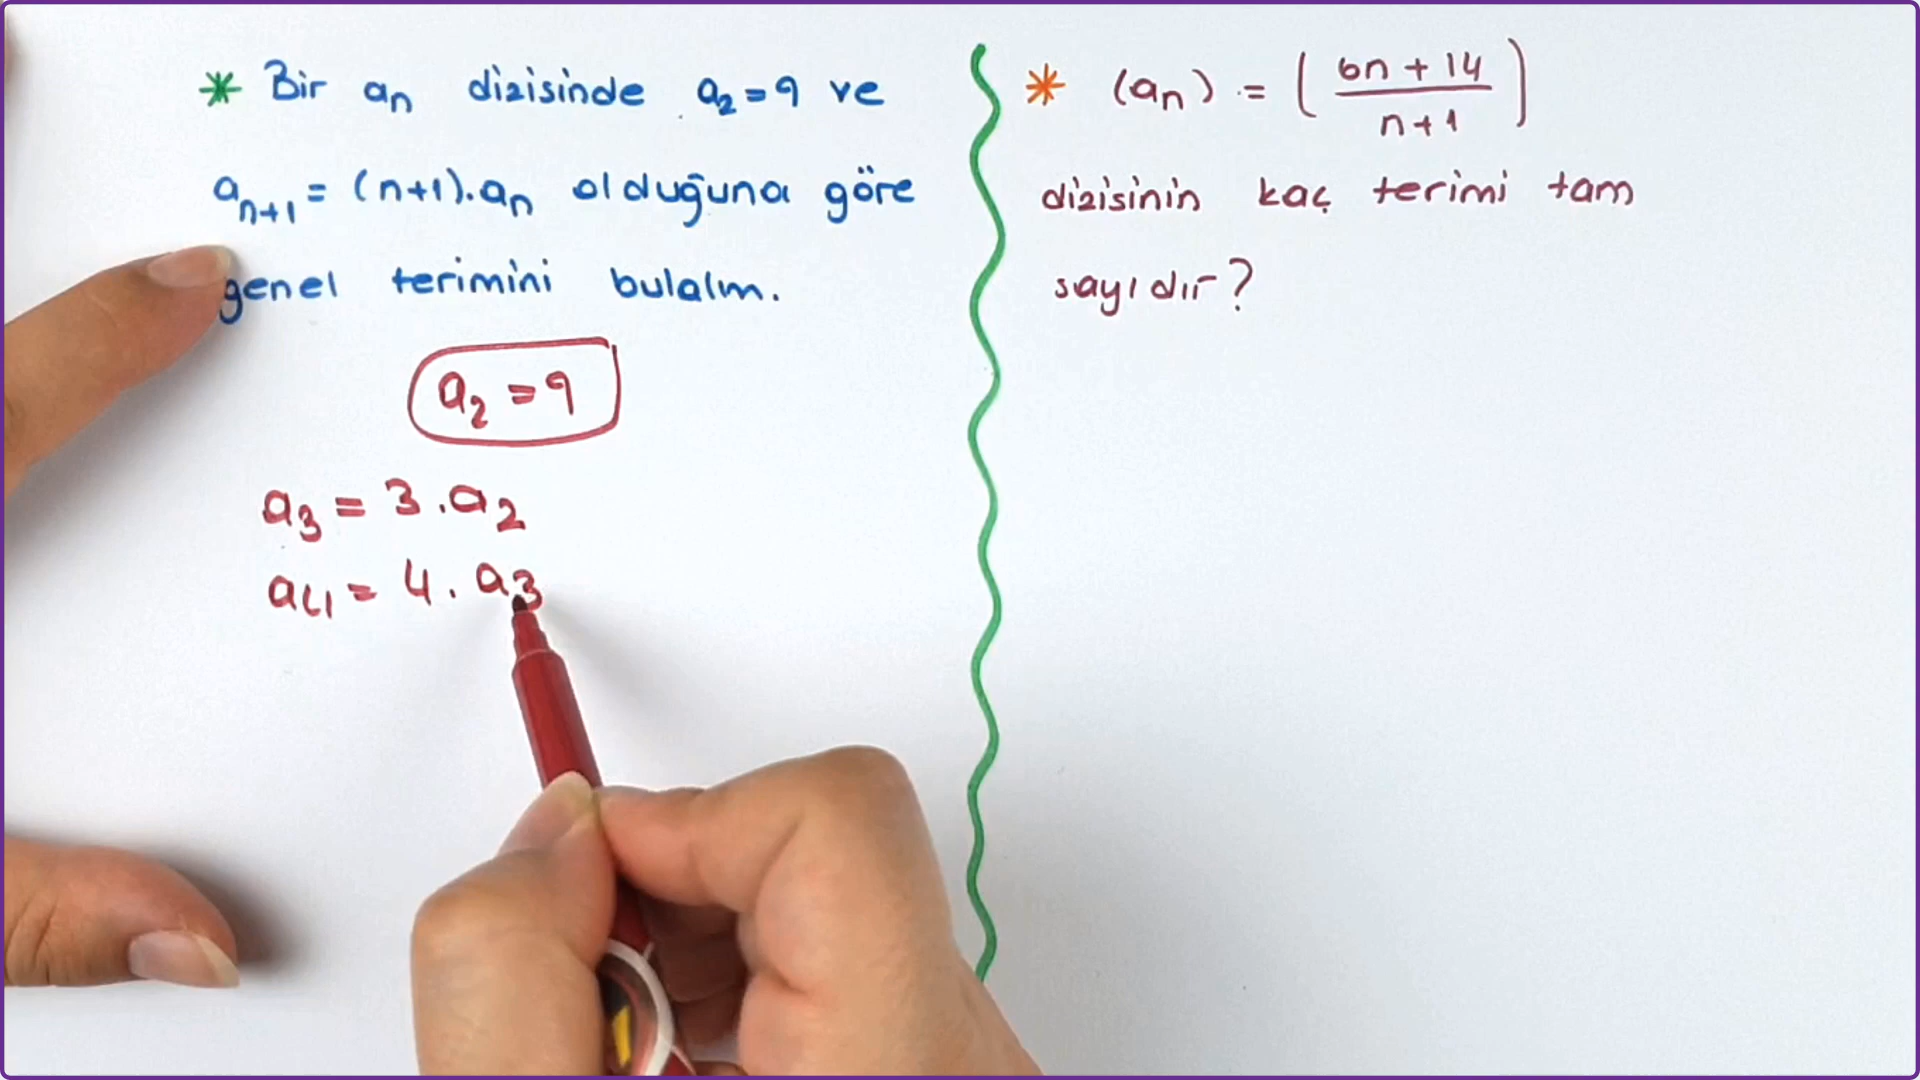 * Bir an dizisinde a2=9 ve
an+1 = (n+1).an olduğuna göre
genel terimini bulalım.
a2 = 9
a3 = 3.a2
a4 = 4.a3
* (an) = (6n+14 / n+1)
dizisinin kaç terimi tam
sayıdır?